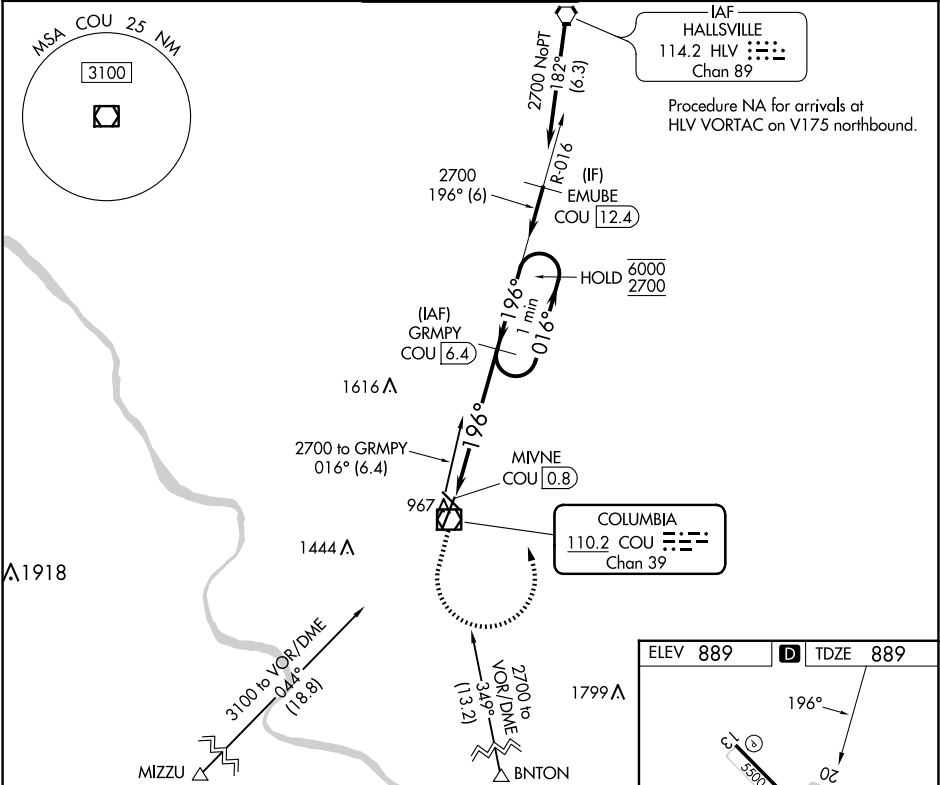 MSA COU 25 NM
3100
IAF
HALLSVILLE
114.2 HLV
Chan 89
Procedure NA for arrivals at
HLV VORTAC on V175 northbound.
2700 NoPT
182°
(6.3)
R-016
2700
196° (6)
(IF)
EMUBE
COU 12.4
HOLD 6000
2700
196°
1 min
016°
(IAF)
GRMPY
COU 6.4
1616
196°
2700 to GRMPY
016° (6.4)
MIVNE
COU 0.8
967
COLUMBIA
110.2 COU
Chan 39
1444
1918
3100 to VOR/DME
044°
(18.8)
2700 to
VOR/DME
349°
(13.2)
1799
MIZZU
BNTON
ELEV 889 D TDZE 889
196°
13
P
5500
20